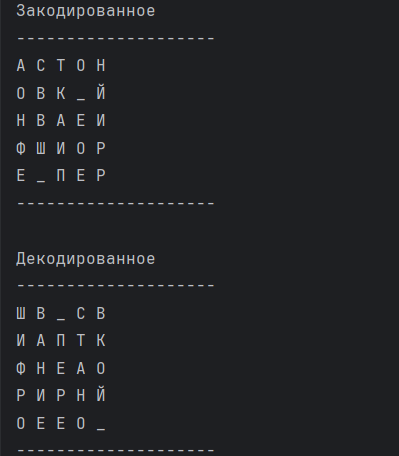 Закодированное
--------------------
А С Т О Н
О В К _ Й
Н В А Е И
Ф Ш И О Р
Е _ П Е Р
--------------------
Декодированное
--------------------
Ш В _ С В
И А П Т К
Ф Н Е А О
Р И Р Н Й
О Е Е О _
--------------------